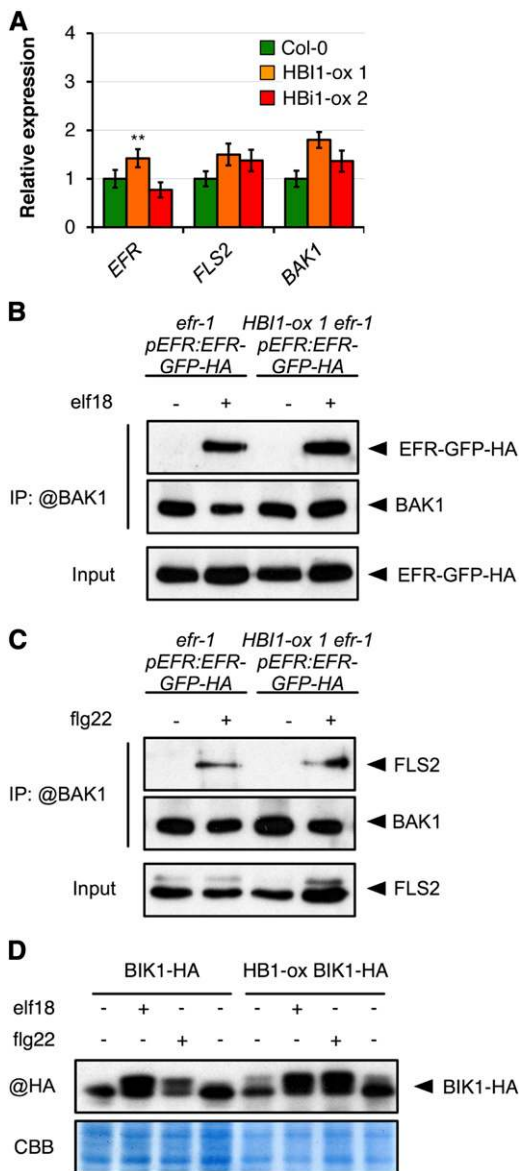 A
Relative expression
4
3
2
1
0
Col-0
HBI1-ox 1
HBi1-ox 2
**
EFR
FLS2
BAK1
B
efr-1 HBI1-ox 1 efr-1
pEFR:EFR- pEFR:EFR-
GFP-HA GFP-HA
elf18 - + - +
EFR-GFP-HA
IP: @BAK1
BAK1
Input EFR-GFP-HA
C
efr-1 HBI1-ox 1 efr-1
pEFR:EFR- pEFR:EFR-
GFP-HA GFP-HA
flg22 - + - +
FLS2
IP: @BAK1
BAK1
Input FLS2
D
BIK1-HA HB1-ox BIK1-HA
elf18 - + - - - + - -
flg22 - - + - - - + -
@HA BIK1-HA
CBB